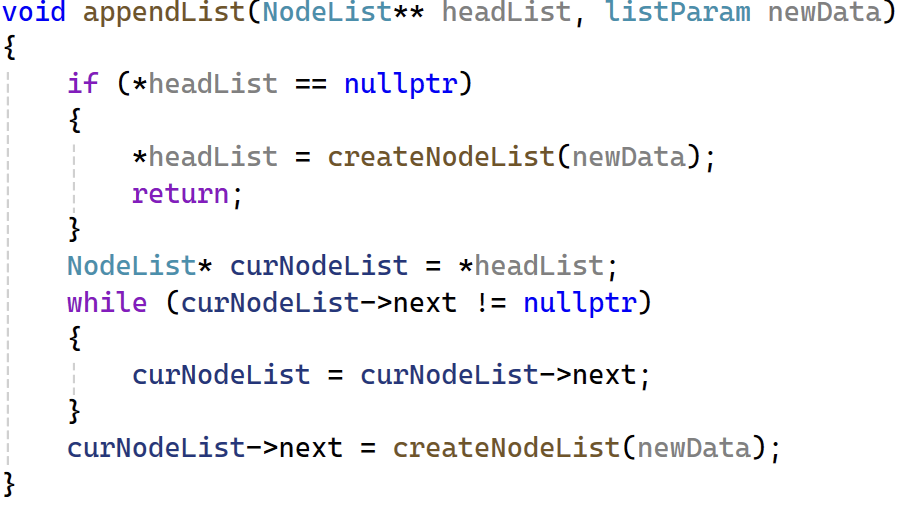 void appendList(NodeList** headList, listParam newData)
{
    if (*headList == nullptr)
    {
        *headList = createNodeList(newData);
        return;
    }
    NodeList* curNodeList = *headList;
    while (curNodeList->next != nullptr)
    {
        curNodeList = curNodeList->next;
    }
    curNodeList->next = createNodeList(newData);
}